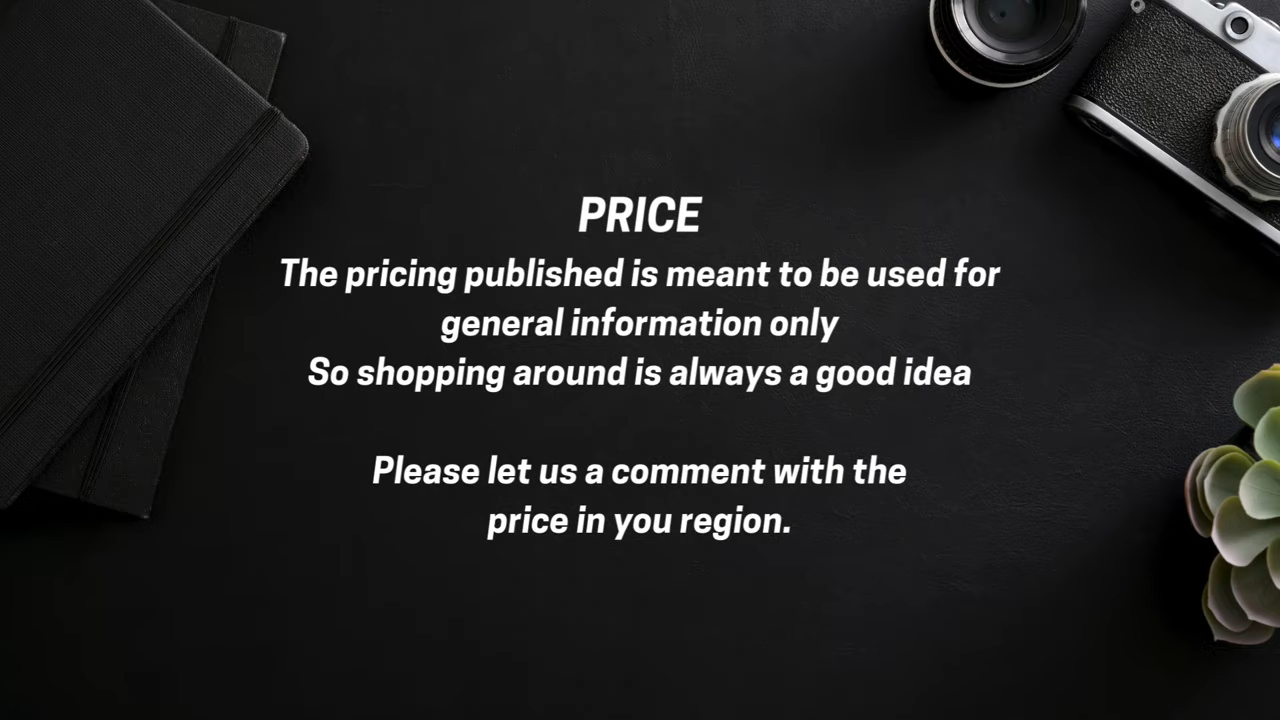 PRICE
The pricing published is meant to be used for
general information only
So shopping around is always a good idea
Please let us a comment with the
price in you region.